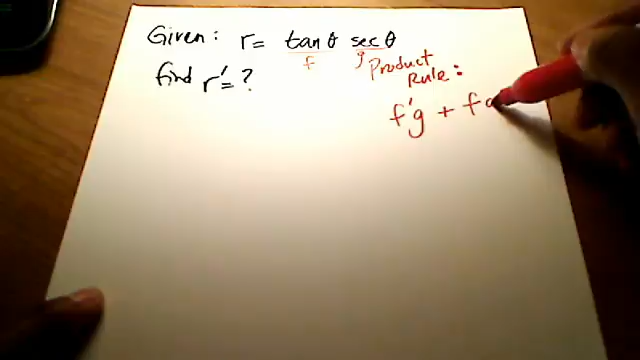 Given: r= tanθ secθ
f g
find r'= ?
Product
Rule:
f'g + f